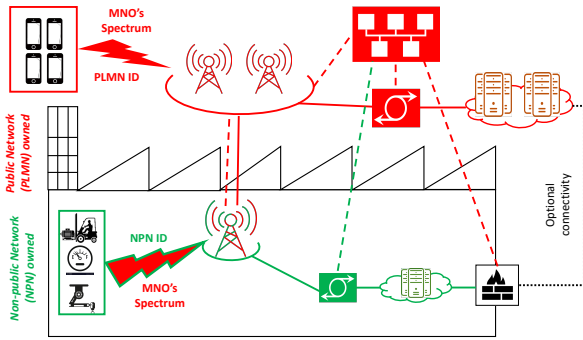 MNO's
Spectrum
PLMN ID
Public Network
(PLMN) owned
Non-public Network
(NPN) owned
NPN ID
MNO's
Spectrum
Optional
connectivity